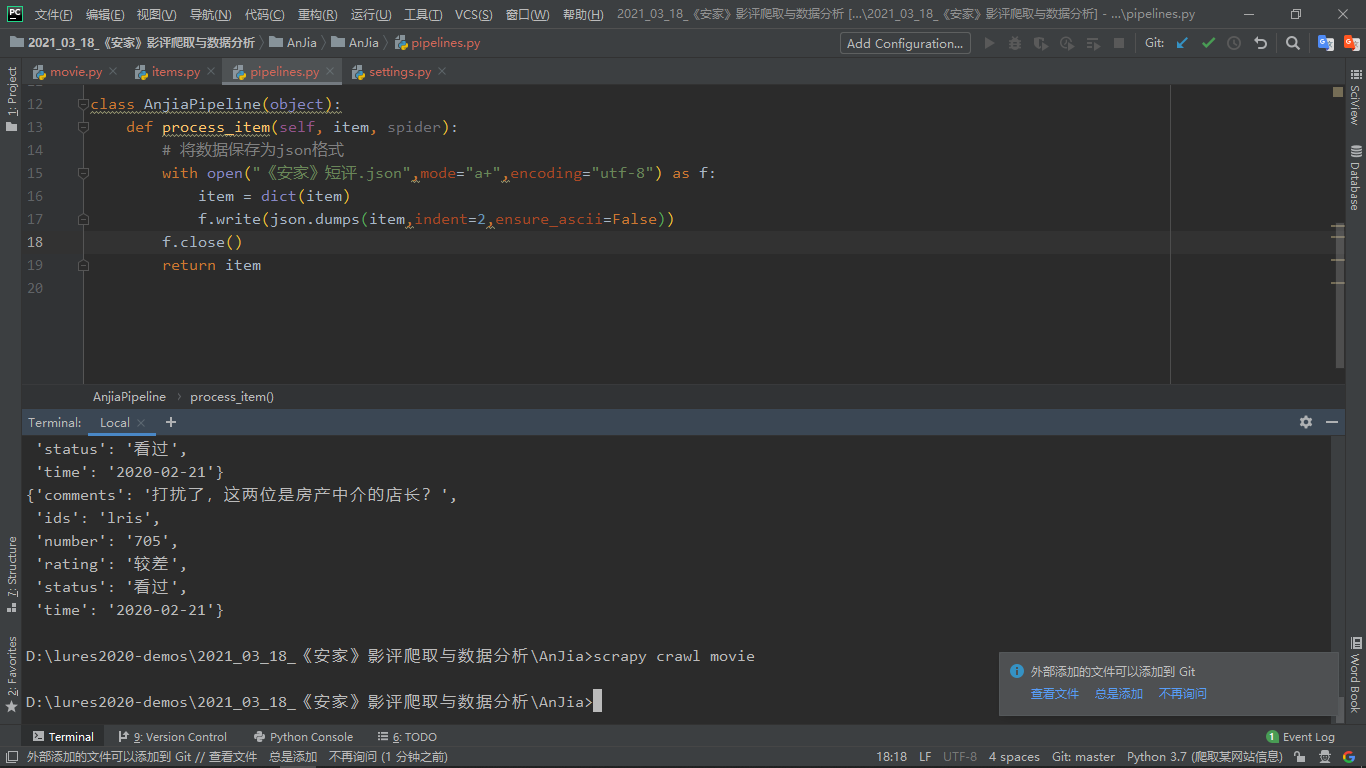 PC 文件(F) 编辑(E) 视图(V) 导航(N) 代码(C) 重构(R) 运行(U) 工具(T) VCS(S) 窗口(W) 帮助(H) 2021_03_18_《安家》影评爬取与数据分析 [...\2021_03_18_《安家》影评爬取与数据分析] - ...\pipelines.py
2021_03_18_《安家》影评爬取与数据分析 AnJia AnJia pipelines.py Add Configuration... Git:
movie.py items.py pipelines.py settings.py
1: Project
7: Structure
2: Favorites
SciView
Database
Word Book
12 class AnjiaPipeline(object):
13 def process_item(self, item, spider):
14 # 将数据保存为json格式
15 with open("《安家》短评.json",mode="a+",encoding="utf-8") as f:
16 item = dict(item)
17 f.write(json.dumps(item,indent=2,ensure_ascii=False))
18 f.close()
19 return item
20
AnjiaPipeline process_item()
Terminal: Local +
'status': '看过',
'time': '2020-02-21'}
{'comments': '打扰了，这两位是房产中介的店长？',
'ids': 'lris',
'number': '705',
'rating': '较差',
'status': '看过',
'time': '2020-02-21'}
D:\lures2020-demos\2021_03_18_《安家》影评爬取与数据分析\AnJia>scrapy crawl movie
D:\lures2020-demos\2021_03_18_《安家》影评爬取与数据分析\AnJia>
外部添加的文件可以添加到 Git
查看文件 总是添加 不再询问
Terminal 9: Version Control Python Console 6: TODO 1 Event Log
外部添加的文件可以添加到 Git // 查看文件 总是添加 不再询问 (1 分钟之前) 18:18 LF UTF-8 4 spaces Git: master Python 3.7 (爬取某网站信息)